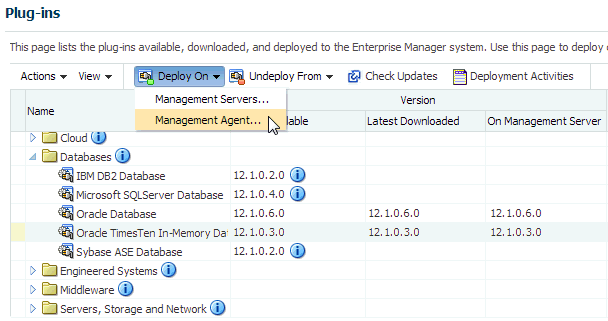 Plug-ins
This page lists the plug-ins available, downloaded, and deployed to the Enterprise Manager system. Use this page to deploy
Actions View Deploy On Undeploy From Check Updates Deployment Activities
Management Servers...
Management Agent...
Version
Name lable Latest Downloaded On Management Server
Cloud
Databases
IBM DB2 Database 12.1.0.2.0
Microsoft SQLServer Database 12.1.0.4.0
Oracle Database 12.1.0.6.0 12.1.0.6.0 12.1.0.6.0
Oracle TimesTen In-Memory Dat 12.1.0.3.0 12.1.0.3.0 12.1.0.3.0
Sybase ASE Database 12.1.0.2.0
Engineered Systems
Middleware
Servers, Storage and Network